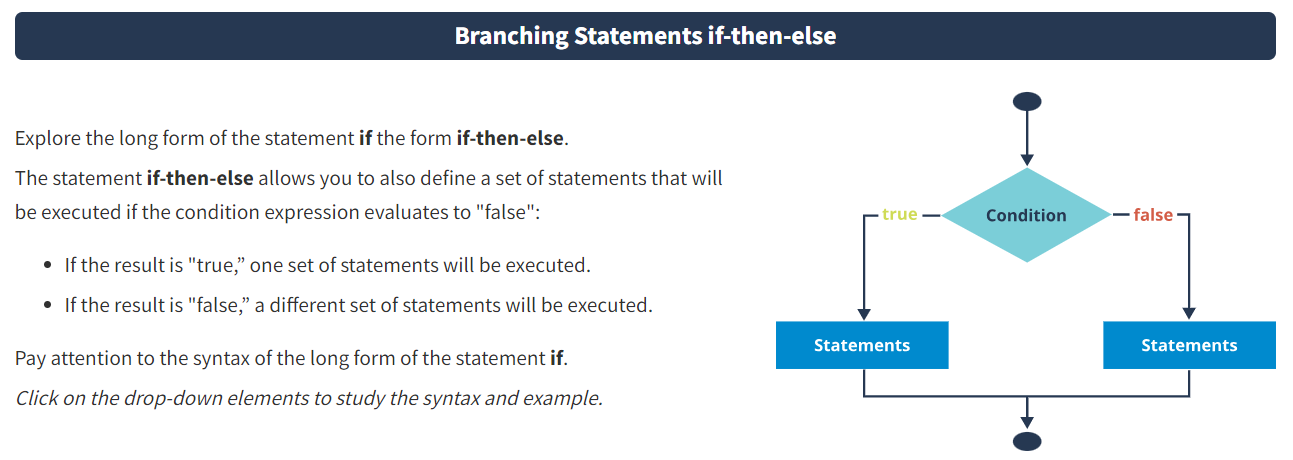 Branching Statements if-then-else
Explore the long form of the statement if the form if-then-else.
The statement if-then-else allows you to also define a set of statements that will
be executed if the condition expression evaluates to "false":
• If the result is "true,” one set of statements will be executed.
• If the result is "false,” a different set of statements will be executed.
Pay attention to the syntax of the long form of the statement if.
Click on the drop-down elements to study the syntax and example.
true
Condition
false
Statements
Statements